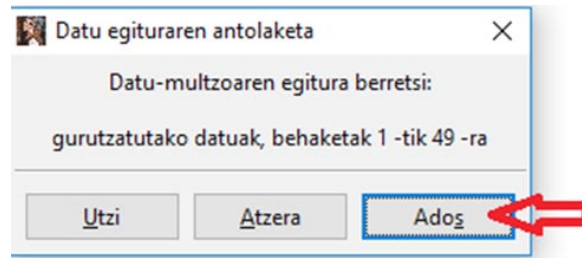 Datu egituraren antolaketa
Datu-multzoaren egitura berretsi:
gurutzatutako datuak, behaketak 1 -tik 49 -ra
Utzi
Atzera
Ados